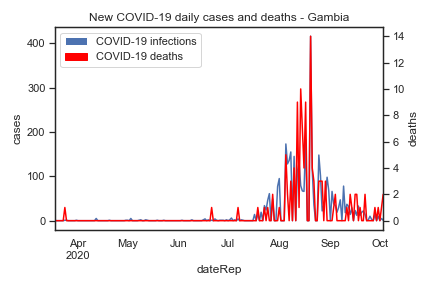 New COVID-19 daily cases and deaths - Gambia
COVID-19 infections
COVID-19 deaths
400
300
200
100
0
cases
14
12
10
8
6
4
2
0
deaths
Apr
2020
May
Jun
Jul
Aug
Sep
Oct
dateRep